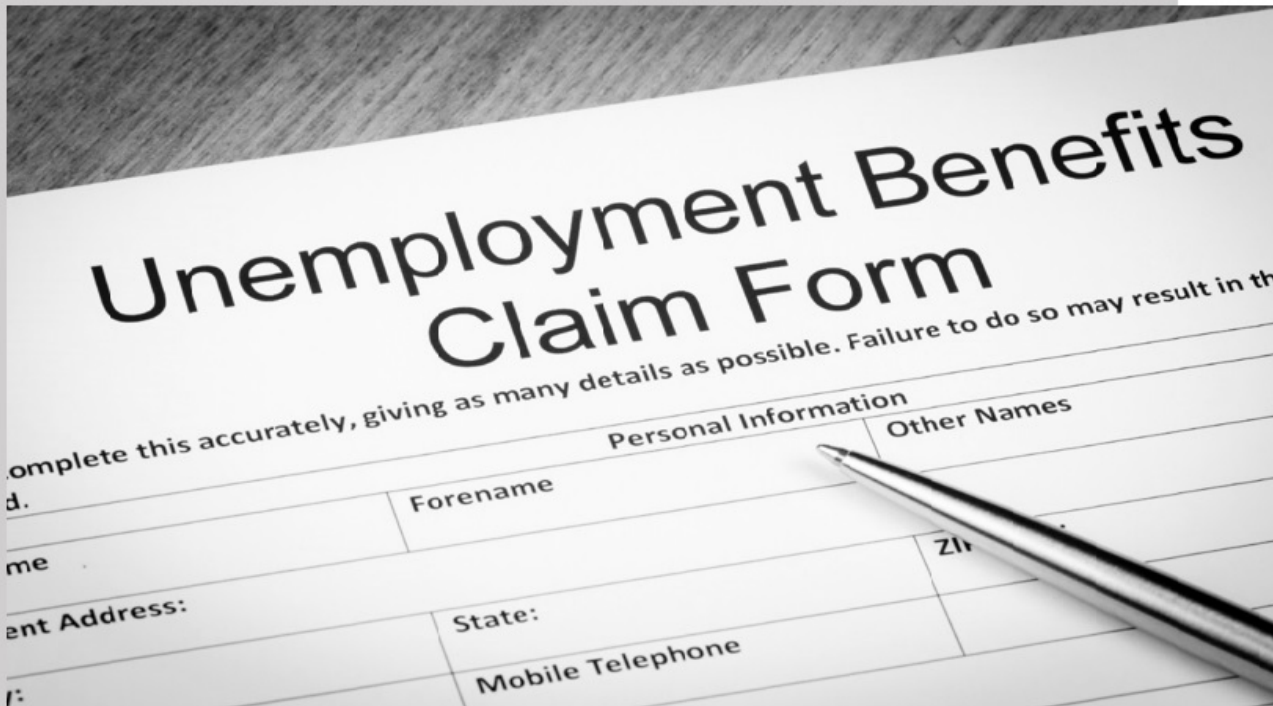 Unemployment Benefits
Claim Form
omplete this accurately, giving as many details as possible. Failure to do so may result in th
d.
Personal Information
me
Forename
Other Names
ent Address:
State:
Mobile Telephone